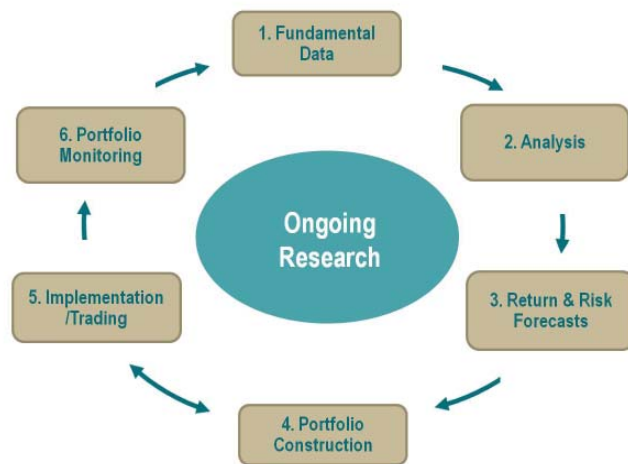 1. Fundamental
Data
2. Analysis
3. Return & Risk
Forecasts
4. Portfolio
Construction
5. Implementation
/Trading
6. Portfolio
Monitoring
Ongoing
Research